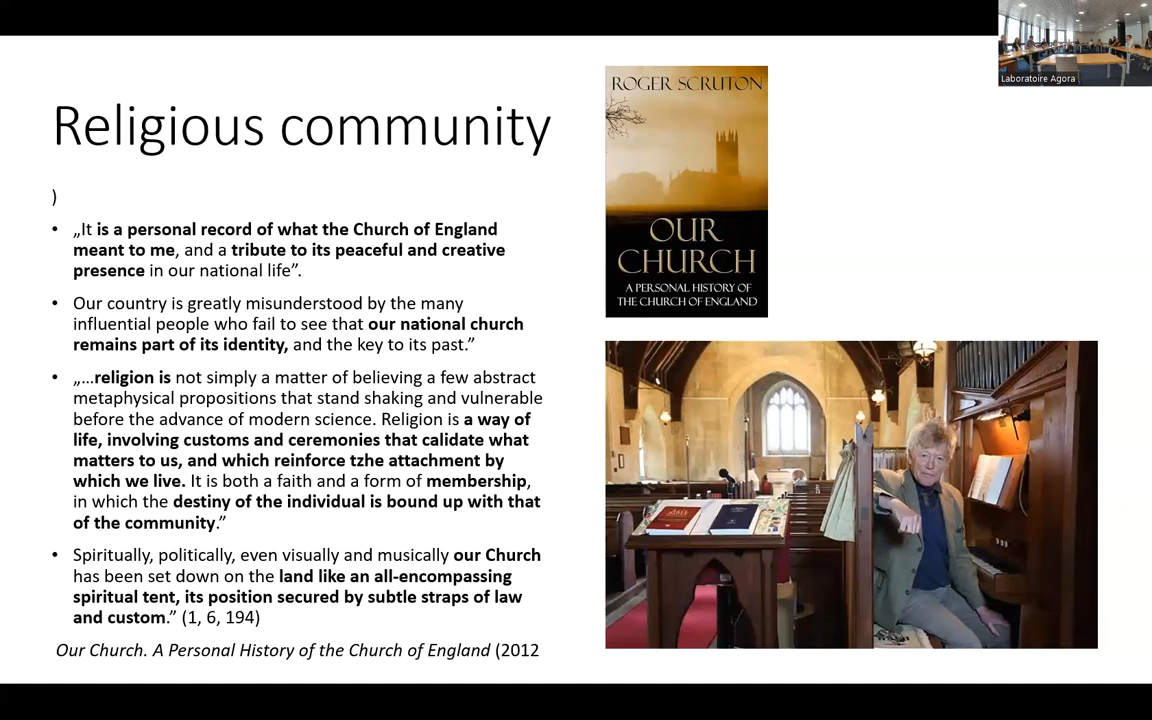 Laboratoire Agora
Religious community
)
• „It is a personal record of what the Church of England
meant to me, and a tribute to its peaceful and creative
presence in our national life”.
• Our country is greatly misunderstood by the many
influential people who fail to see that our national church
remains part of its identity, and the key to its past.”
• „…religion is not simply a matter of believing a few abstract
metaphysical propositions that stand shaking and vulnerable
before the advance of modern science. Religion is a way of
life, involving customs and ceremonies that calidate what
matters to us, and which reinforce tzhe attachment by
which we live. It is both a faith and a form of membership,
in which the destiny of the individual is bound up with that
of the community.”
• Spiritually, politically, even visually and musically our Church
has been set down on the land like an all-encompassing
spiritual tent, its position secured by subtle straps of law
and custom.” (1, 6, 194)
Our Church. A Personal History of the Church of England (2012
ROGER SCRUTON
OUR
CHURCH
A PERSONAL HISTORY OF
THE CHURCH OF ENGLAND